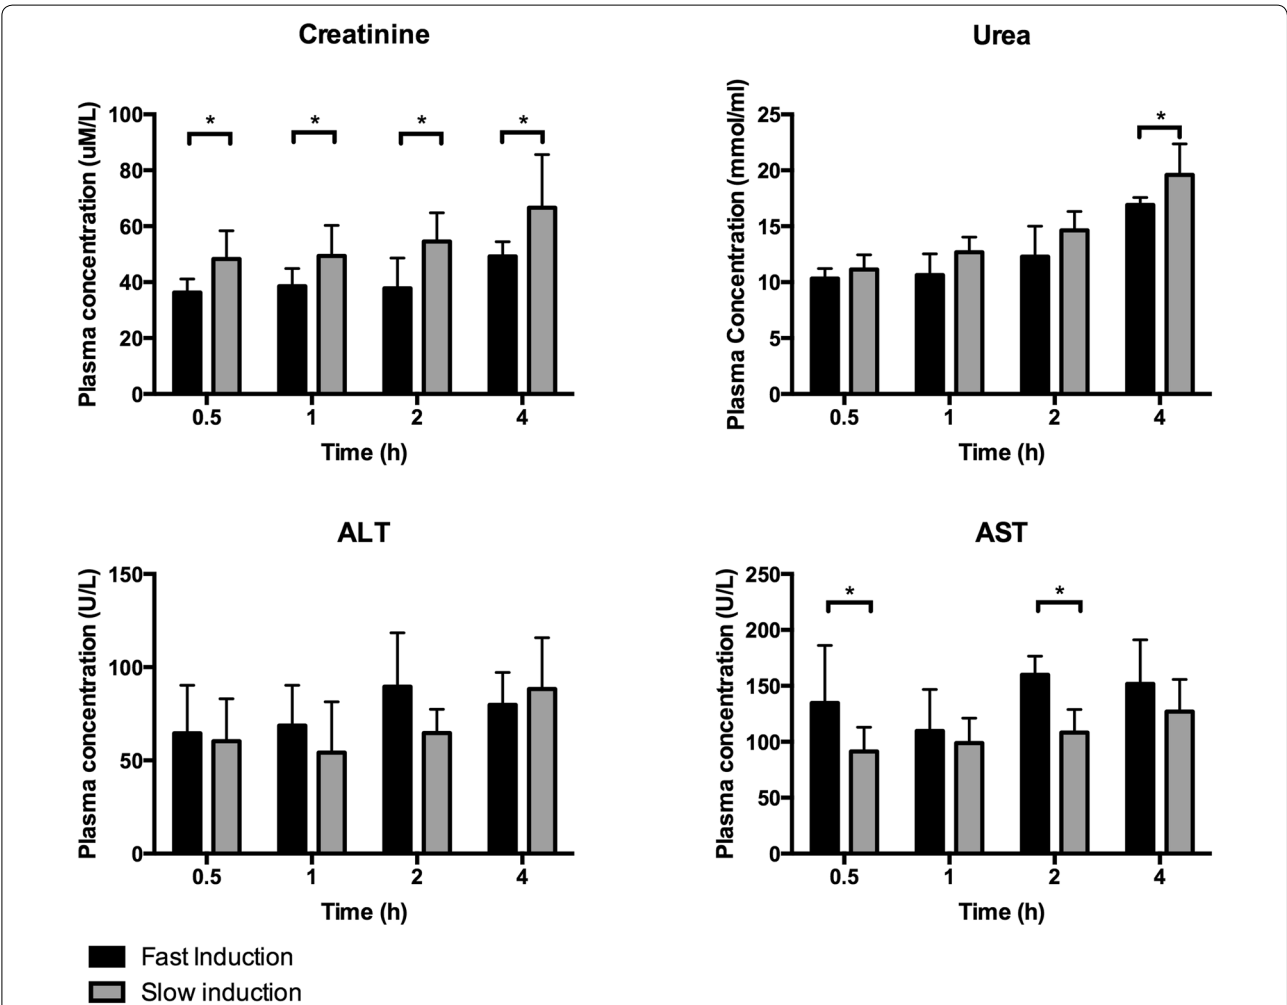 Creatinine
Plasma concentration (uM/L)
100
80
60
40
20
0
* * * *
0.5 1 2 4
Time (h)
Urea
Plasma Concentration (mmol/ml)
25
20
15
10
5
0
*
0.5 1 2 4
Time (h)
ALT
Plasma concentration (U/L)
150
100
50
0
0.5 1 2 4
Time (h)
AST
Plasma concentration (U/L)
250
200
150
100
50
0
* *
0.5 1 2 4
Time (h)
Fast Induction
Slow induction